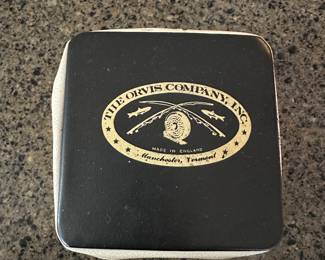 THE ORVIS COMPANY, INC.
MADE IN ENGLAND
Manchester, Vermont